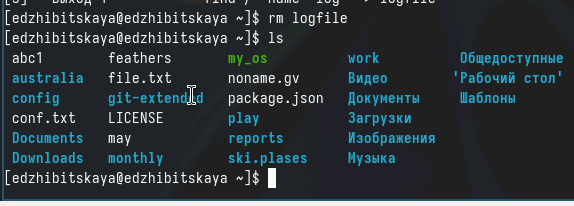 [edzhibitskaya@edzhibitskaya ~]$ rm logfile
[edzhibitskaya@edzhibitskaya ~]$ ls
abc1 feathers my_os work Общедоступные
australia file.txt noname.gv Видео 'Рабочий стол'
config git-extended package.json Документы Шаблоны
conf.txt LICENSE play Загрузки
Documents may reports Изображения
Downloads monthly ski.plases Музыка
[edzhibitskaya@edzhibitskaya ~]$